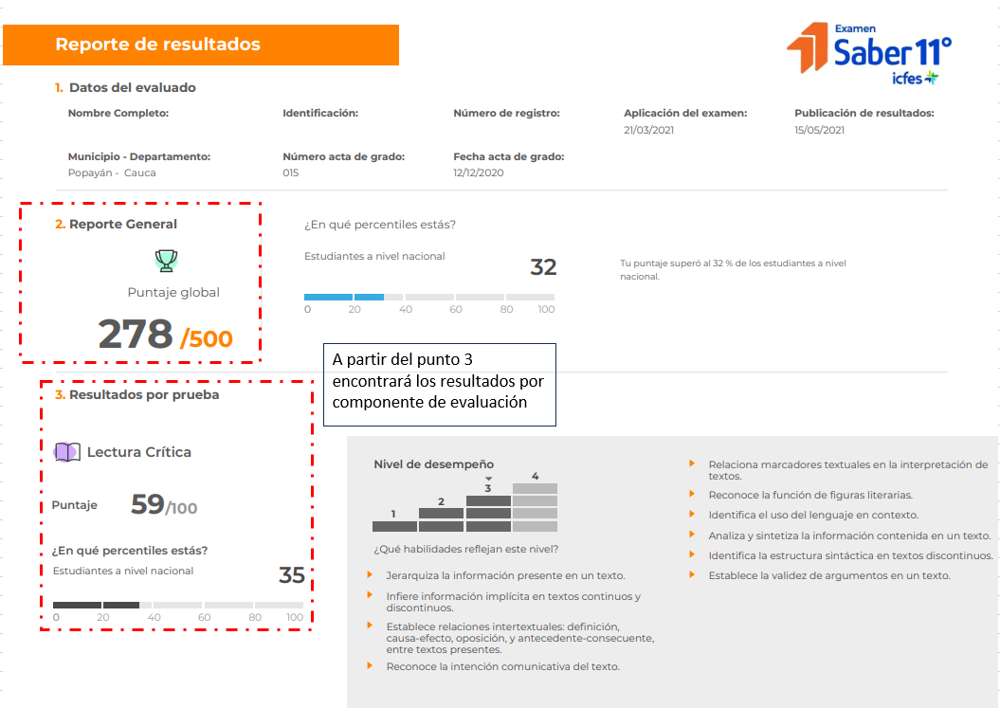 Reporte de resultados
Examen
Saber 11°
icfes
1. Datos del evaluado
Nombre Completo:
Identificación:
Número de registro:
Aplicación del examen:
21/03/2021
Publicación de resultados:
15/05/2021
Municipio - Departamento:
Popayán - Cauca
Número acta de grado:
015
Fecha acta de grado:
12/12/2020
2. Reporte General
Puntaje global
278 /500
¿En qué percentiles estás?
Estudiantes a nivel nacional
32
0 20 40 60 80 100
Tu puntaje superó al 32 % de los estudiantes a nivel
nacional.
A partir del punto 3
encontrará los resultados por
componente de evaluación
3. Resultados por prueba
Lectura Crítica
Puntaje 59/100
¿En qué percentiles estás?
Estudiantes a nivel nacional
35
0 20 40 60 80 100
Nivel de desempeño
1 2 3 4
¿Qué habilidades reflejan este nivel?
Jerarquiza la información presente en un texto.
Infiere información implícita en textos continuos y
discontinuos.
Establece relaciones intertextuales: definición,
causa-efecto, oposición, y antecedente-consecuente,
entre textos presentes.
Reconoce la intención comunicativa del texto.
Relaciona marcadores textuales en la interpretación de
textos.
Reconoce la función de figuras literarias.
Identifica el uso del lenguaje en contexto.
Analiza y sintetiza la información contenida en un texto.
Identifica la estructura sintáctica en textos discontinuos.
Establece la validez de argumentos en un texto.